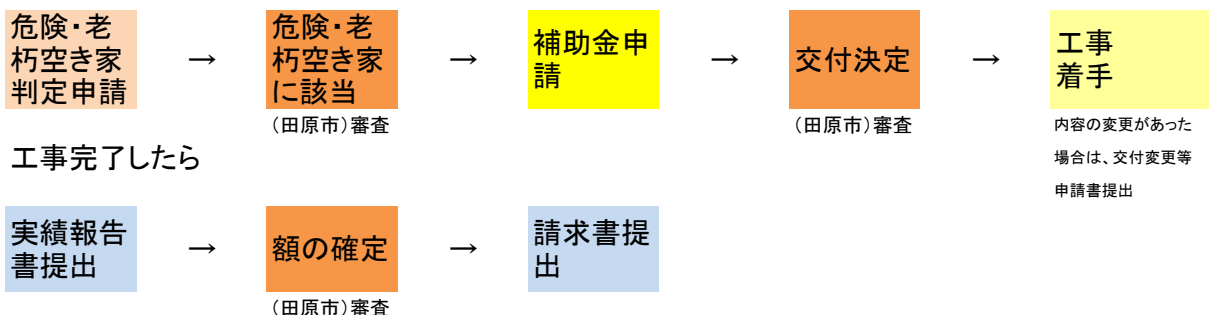 危険・老
朽空き家
判定申請
→
危険・老
朽空き家
に該当
（田原市）審査
→
補助金申
請
→
交付決定
（田原市）審査
→
工事
着手
内容の変更があった
場合は、交付変更等
申請書提出
工事完了したら
実績報告
書提出
→
額の確定
（田原市）審査
→
請求書提
出